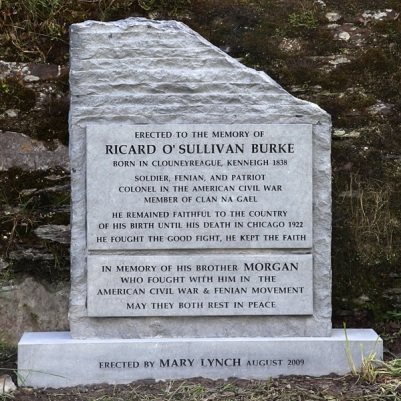 ERECTED TO THE MEMORY OF
RICARD O'SULLIVAN BURKE
BORN IN CLOUNEYREAGUE, KENNEIGH 1838
SOLDIER, FENIAN, AND PATRIOT
COLONEL IN THE AMERICAN CIVIL WAR
MEMBER OF CLAN NA GAEL
HE REMAINED FAITHFUL TO THE COUNTRY
OF HIS BIRTH UNTIL HIS DEATH IN CHICAGO 1922
HE FOUGHT THE GOOD FIGHT, HE KEPT THE FAITH
IN MEMORY OF HIS BROTHER MORGAN
WHO FOUGHT WITH HIM IN THE
AMERICAN CIVIL WAR & FENIAN MOVEMENT
MAY THEY BOTH REST IN PEACE
ERECTED BY MARY LYNCH AUGUST 2009